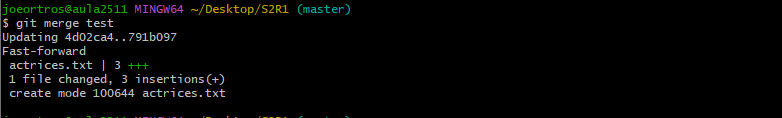 joeortros@aula2511 MINGW64 ~/Desktop/S2R1 (master)
$ git merge test
Updating 4d02ca4..791b097
Fast-forward
 actrices.txt | 3 +++
 1 file changed, 3 insertions(+)
 create mode 100644 actrices.txt